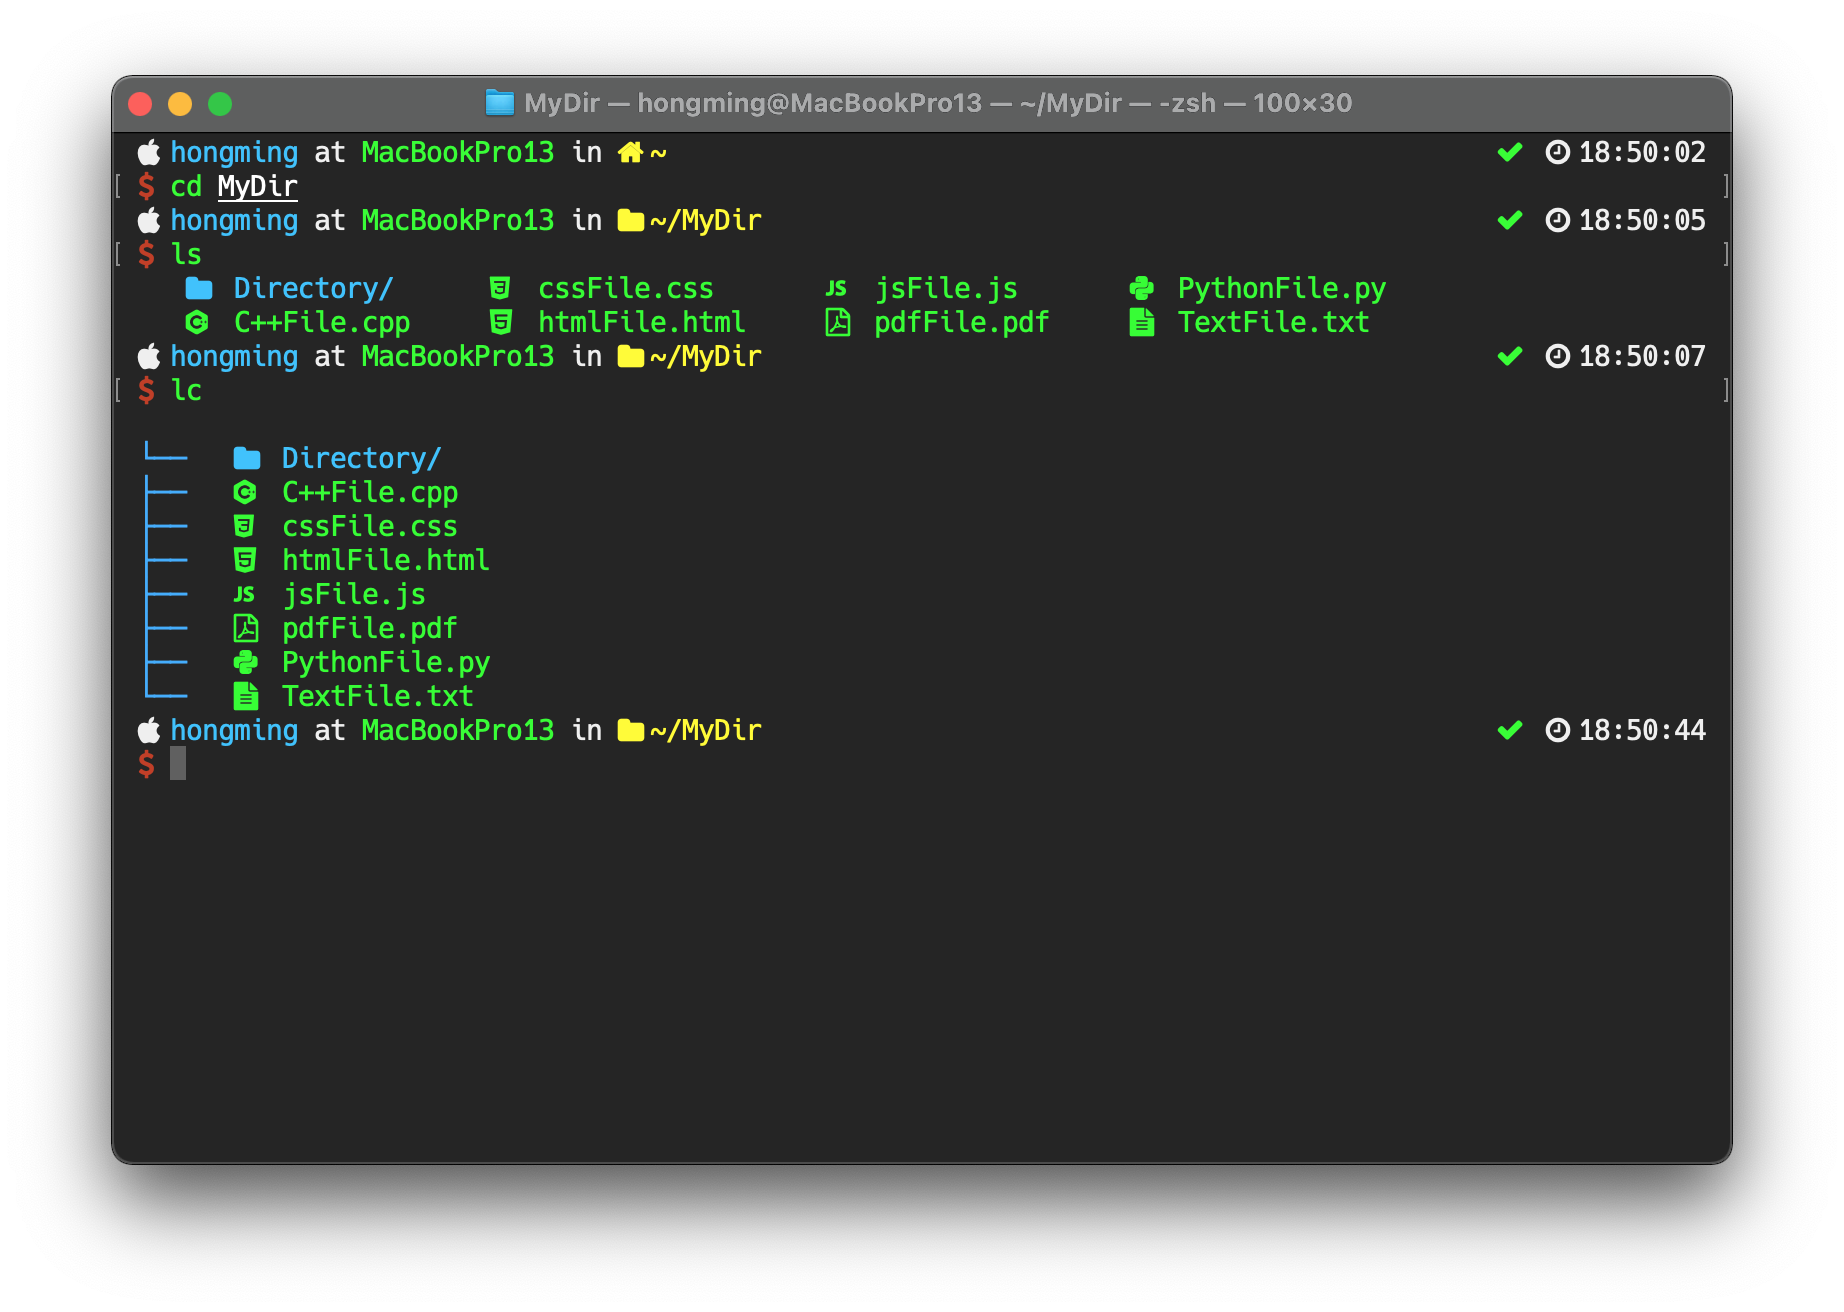 MyDir — hongming@MacBookPro13 — ~/MyDir — -zsh — 100×30
hongming at MacBookPro13 in ~ 18:50:02
[ $ cd MyDir ]
hongming at MacBookPro13 in ~/MyDir 18:50:05
[ $ ls ]
Directory/ cssFile.css JS jsFile.js PythonFile.py
C++File.cpp htmlFile.html pdfFile.pdf TextFile.txt
hongming at MacBookPro13 in ~/MyDir 18:50:07
[ $ lc ]
└── Directory/
├── C++File.cpp
├── cssFile.css
├── htmlFile.html
├── JS jsFile.js
├── pdfFile.pdf
├── PythonFile.py
└── TextFile.txt
hongming at MacBookPro13 in ~/MyDir 18:50:44
$